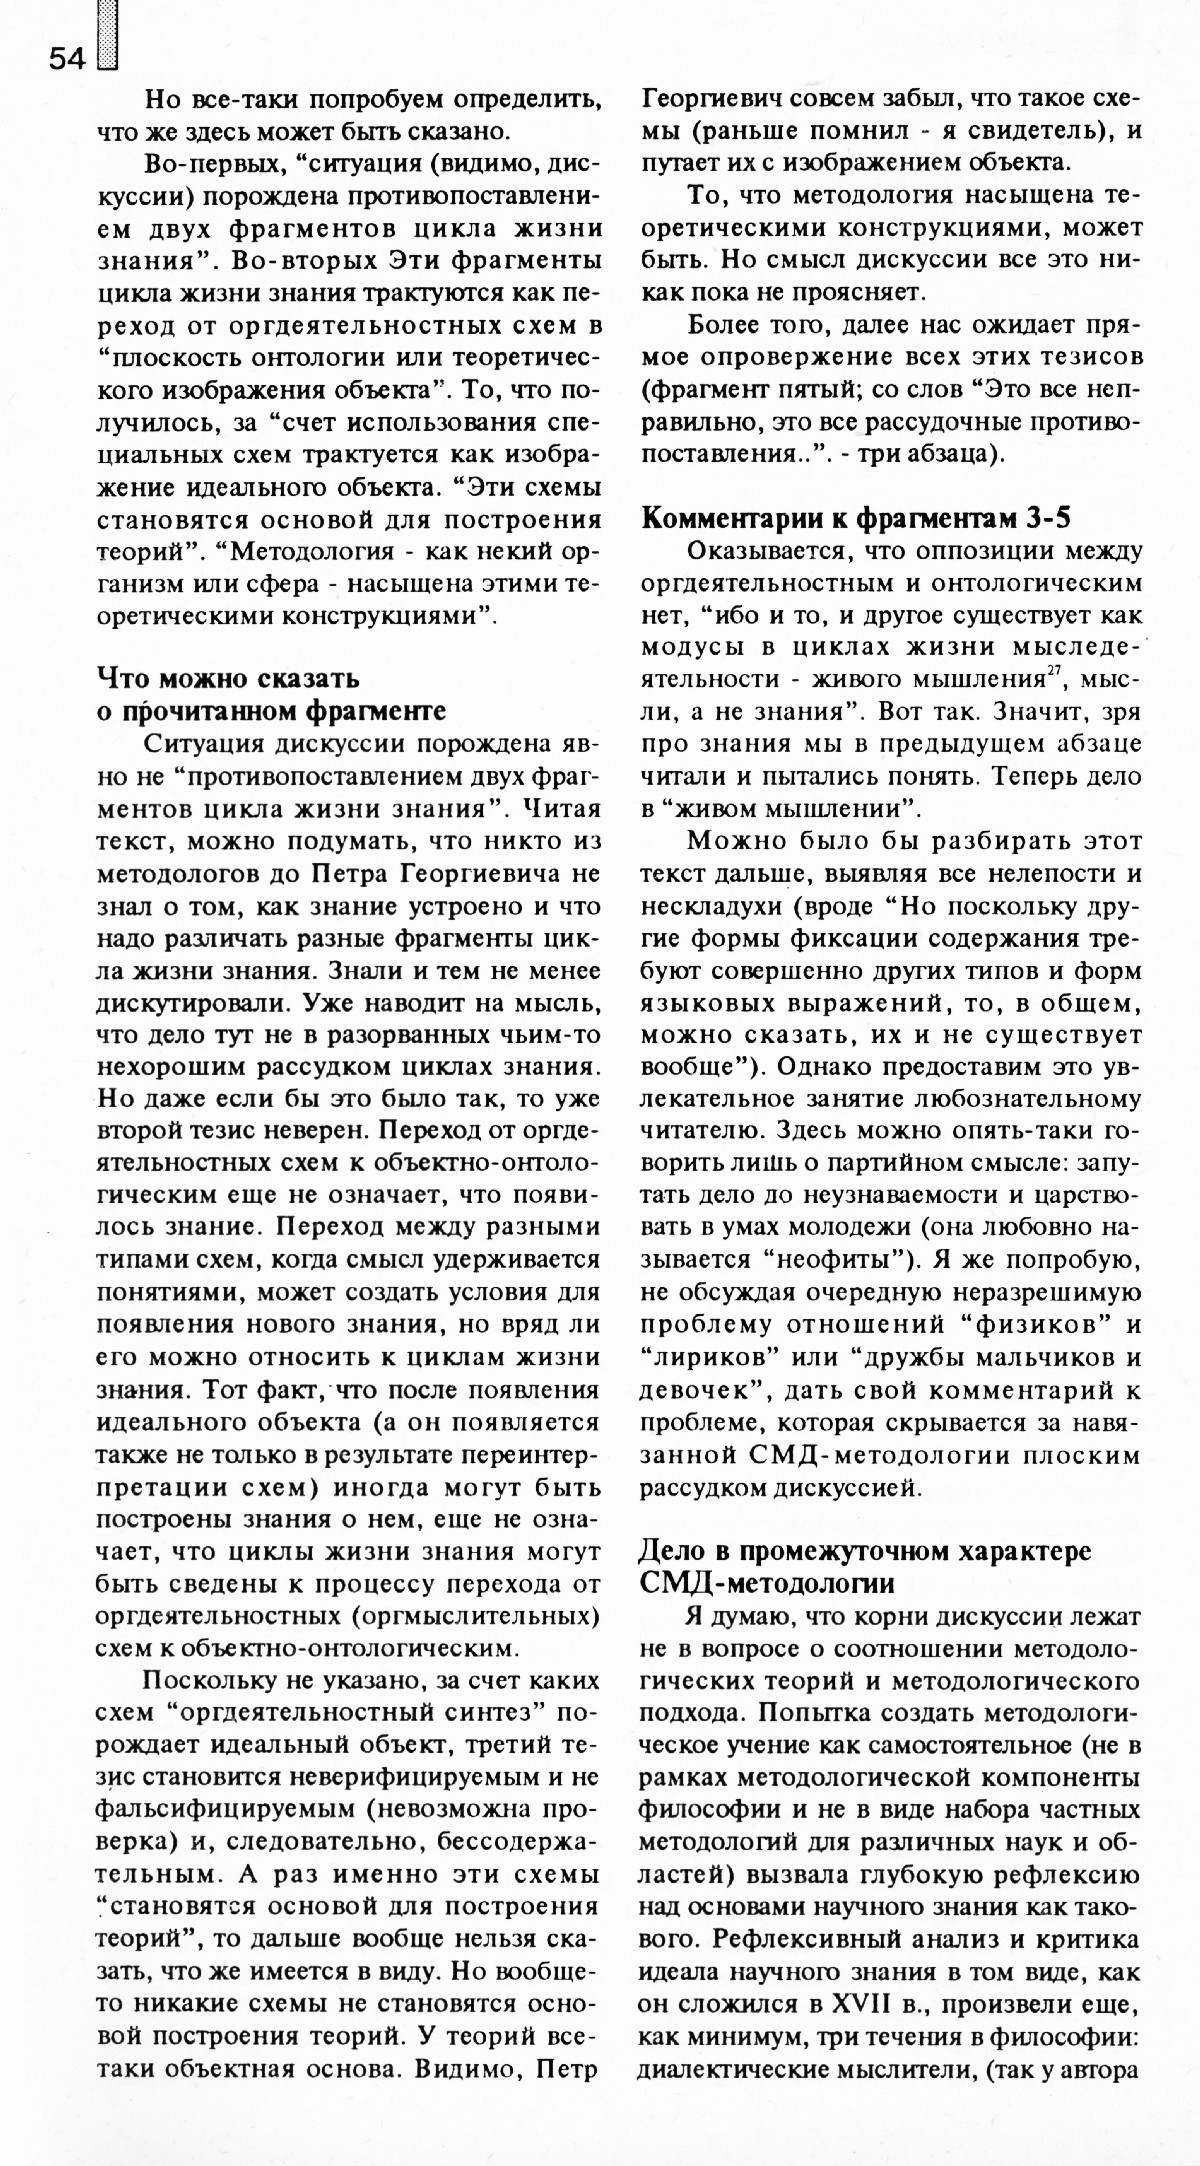 54
Но все-таки попробуем определить,
что же здесь может быть сказано.
Во-первых, “ситуация (видимо, дис-
куссии) порождена противопоставлени-
ем двух фрагментов цикла жизни
знания”. Во-вторых Эти фрагменты
цикла жизни знания трактуются как пе-
реход от оргдеятельностных схем в
“плоскость онтологии или теоретичес-
кого изображения объекта”. То, что по-
лучилось, за “счет использования спе-
циальных схем трактуется как изобра-
жение идеального объекта. “Эти схемы
становятся основой для построения
теорий”. “Методология - как некий ор-
ганизм или сфера - насыщена этими те-
оретическими конструкциями”.
Что можно сказать
о прочитанном фрагменте
Ситуация дискуссии порождена яв-
но не “противопоставлением двух фраг-
ментов цикла жизни знания”. Читая
текст, можно подумать, что никто из
методологов до Петра Георгиевича не
знал о том, как знание устроено и что
надо различать разные фрагменты цик-
ла жизни знания. Знали и тем не менее
дискутировали. Уже наводит на мысль,
что дело тут не в разорванных чьим-то
нехорошим рассудком циклах знания.
Но даже если бы это было так, то уже
второй тезис неверен. Переход от оргде-
ятельностных схем к объектно-онтоло-
гическим еще не означает, что появи-
лось знание. Переход между разными
типами схем, когда смысл удерживается
понятиями, может создать условия для
появления нового знания, но вряд ли
его можно относить к циклам жизни
знания. Тот факт, что после появления
идеального объекта (а он появляется
также не только в результате переинтер-
претации схем) иногда могут быть
построены знания о нем, еще не озна-
чает, что циклы жизни знания могут
быть сведены к процессу перехода от
оргдеятельностных (оргмыслительных)
схем к объектно-онтологическим.
Поскольку не указано, за счет каких
схем “оргдеятельностный синтез” по-
рождает идеальный объект, третий те-
зис становится неверифицируемым и не
фальсифицируемым (невозможна про-
верка) и, следовательно, бессодержа-
тельным. А раз именно эти схемы
“становятся основой для построения
теорий”, то дальше вообще нельзя ска-
зать, что же имеется в виду. Но вообще-
то никакие схемы не становятся осно-
вой построения теорий. У теорий все-
таки объектная основа. Видимо, Петр
Георгиевич совсем забыл, что такое схе-
мы (раньше помнил - я свидетель), и
путает их с изображением объекта.
То, что методология насыщена те-
оретическими конструкциями, может
быть. Но смысл дискуссии все это ни-
как пока не проясняет.
Более того, далее нас ожидает пря-
мое опровержение всех этих тезисов
(фрагмент пятый; со слов “Это все неп-
равильно, это все рассудочные противо-
поставления..”. - три абзаца).
Комментарии к фрагментам 3-5
Оказывается, что оппозиции между
оргдеятельностным и онтологическим
нет, “ибо и то, и другое существует как
модусы в циклах жизни мыследе-
ятельности - живого мышления²⁷, мыс-
ли, а не знания”. Вот так. Значит, зря
про знания мы в предыдущем абзаце
читали и пытались понять. Теперь дело
в “живом мышлении”.
Можно было бы разбирать этот
текст дальше, выявляя все нелепости и
нескладухи (вроде “Но поскольку дру-
гие формы фиксации содержания тре-
буют совершенно других типов и форм
языковых выражений, то, в общем,
можно сказать, их и не существует
вообще”). Однако предоставим это ув-
лекательное занятие любознательному
читателю. Здесь можно опять-таки го-
ворить лишь о партийном смысле: запу-
тать дело до неузнаваемости и царство-
вать в умах молодежи (она любовно на-
зывается “неофиты”). Я же попробую,
не обсуждая очередную неразрешимую
проблему отношений “физиков” и
“лириков” или “дружбы мальчиков и
девочек”, дать свой комментарий к
проблеме, которая скрывается за навя-
занной СМД-методологии плоским
рассудком дискуссией.
Дело в промежуточном характере
СМД-методологии
Я думаю, что корни дискуссии лежат
не в вопросе о соотношении методоло-
гических теорий и методологического
подхода. Попытка создать методологи-
ческое учение как самостоятельное (не в
рамках методологической компоненты
философии и не в виде набора частных
методологий для различных наук и об-
ластей) вызвала глубокую рефлексию
над основами научного знания как тако-
вого. Рефлексивный анализ и критика
идеала научного знания в том виде, как
он сложился в XVII в., произвели еще,
как минимум, три течения в философии:
диалектические мыслители, (так у автора